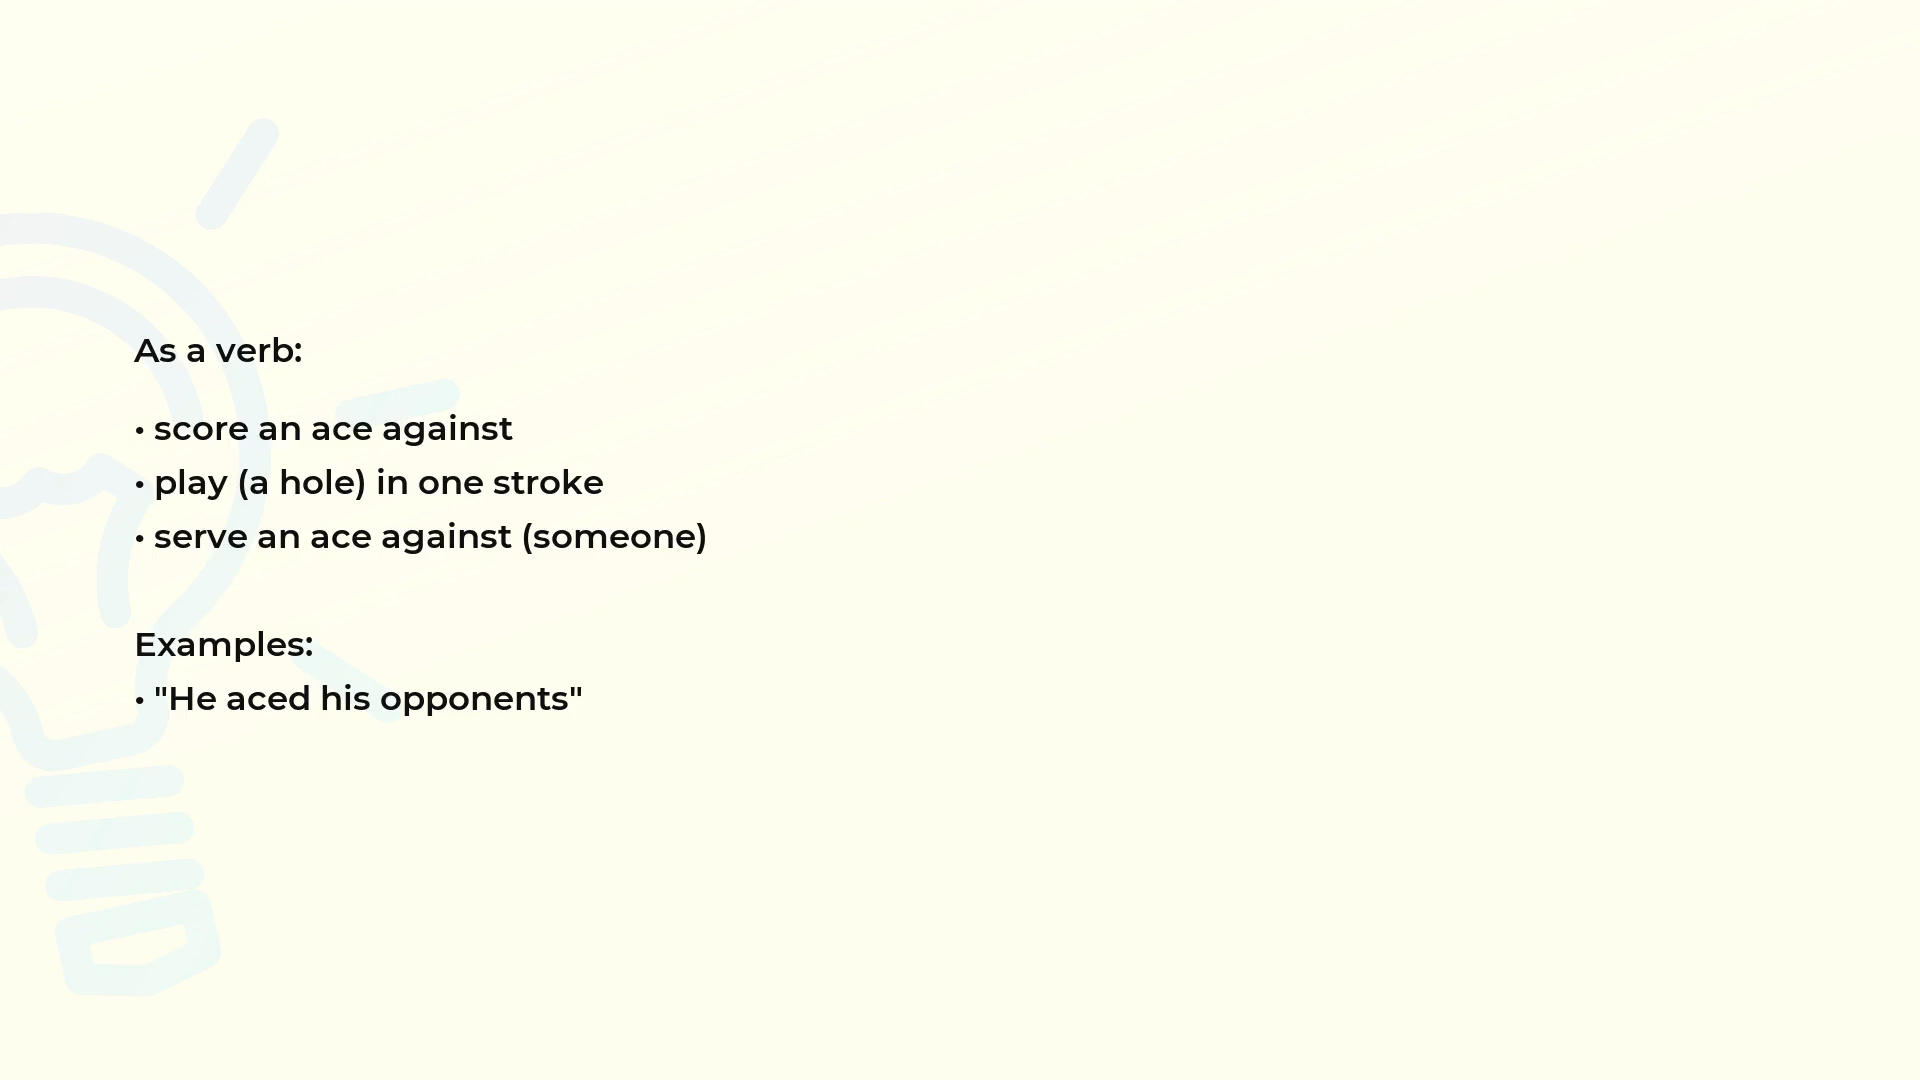 As a verb:
• score an ace against
• play (a hole) in one stroke
• serve an ace against (someone)
Examples:
• "He aced his opponents"